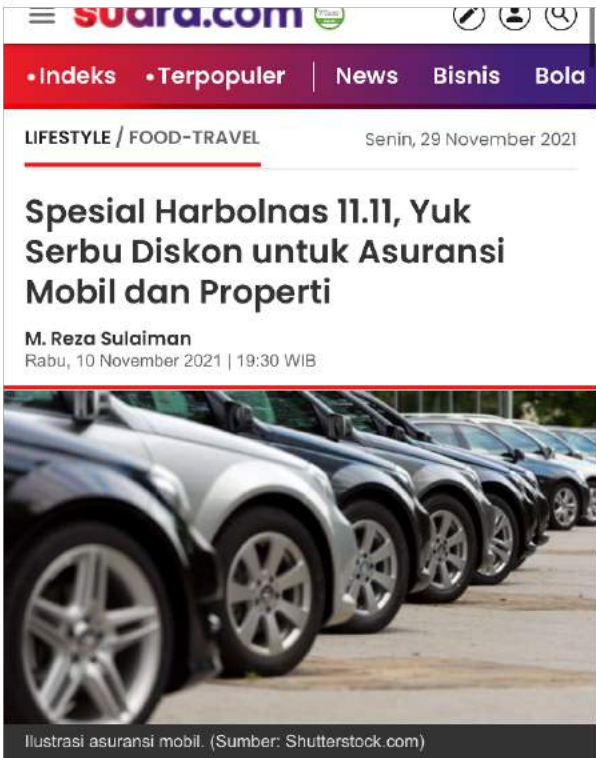 suara.com
•Indeks •Terpopuler | News Bisnis Bola
LIFESTYLE / FOOD-TRAVEL Senin, 29 November 2021
Spesial Harbolnas 11.11, Yuk
Serbu Diskon untuk Asuransi
Mobil dan Properti
M. Reza Sulaiman
Rabu, 10 November 2021 | 19:30 WIB
Ilustrasi asuransi mobil. (Sumber: Shutterstock.com)